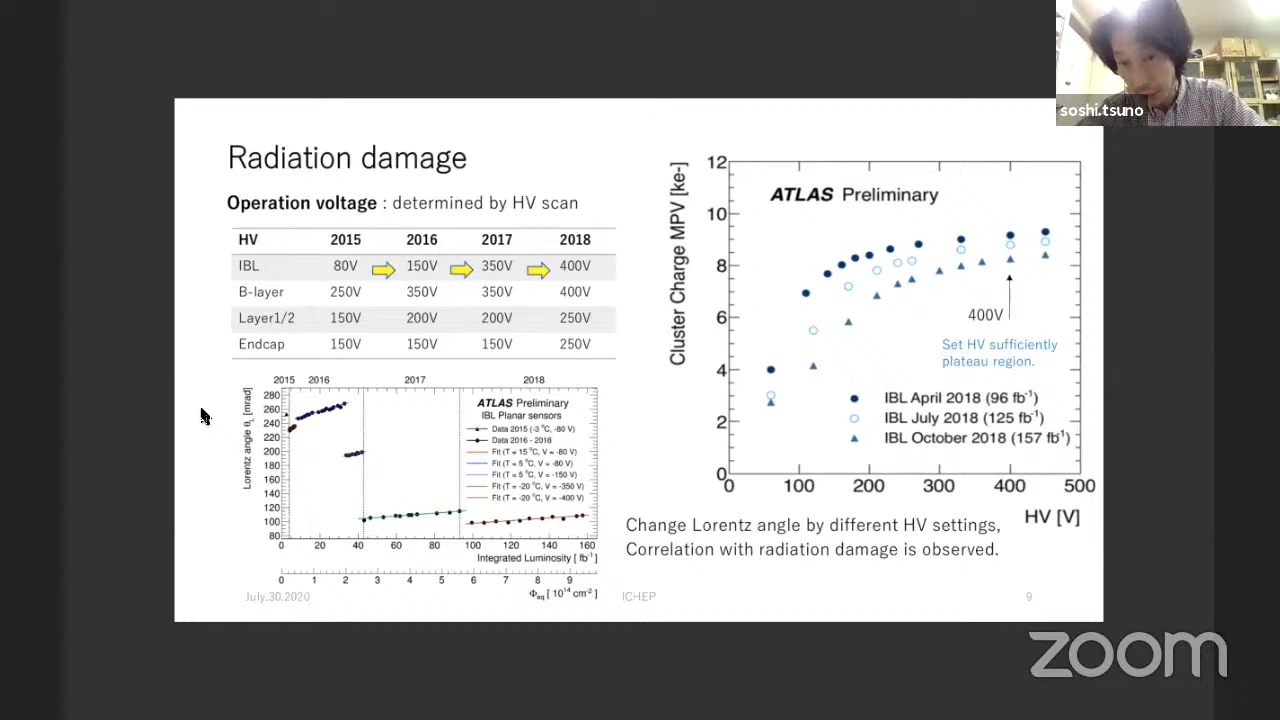 soshi.tsuno
Radiation damage
Operation voltage : determined by HV scan
HV 2015 2016 2017 2018
IBL 80V 150V 350V 400V
B-layer 250V 350V 350V 400V
Layer1/2 150V 200V 200V 250V
Endcap 150V 150V 150V 250V
2015 2016 2017 2018
Lorentz angle θL [mrad]
280
260
240
220
200
180
160
140
120
100
80
ATLAS Preliminary
IBL Planar sensors
Data 2015 (-3 °C, -80 V)
Data 2016 - 2018
Fit (T = 15 °C, V = -80 V)
Fit (T = 5 °C, V = -80 V)
Fit (T = 5 °C, V = -150 V)
Fit (T = -20 °C, V = -350 V)
Fit (T = -20 °C, V = -400 V)
0 20 40 60 80 100 120 140 160
Integrated Luminosity [ fb-1 ]
0 1 2 3 4 5 6 7 8 9
Φeq [ 10^14 cm-2 ]
Cluster Charge MPV [ke-]
12
10
8
6
4
2
0
ATLAS Preliminary
400V
Set HV sufficiently
plateau region.
IBL April 2018 (96 fb-1)
IBL July 2018 (125 fb-1)
IBL October 2018 (157 fb-1)
0 100 200 300 400 500
HV [V]
Change Lorentz angle by different HV settings,
Correlation with radiation damage is observed.
July.30.2020 ICHEP 9
zoom